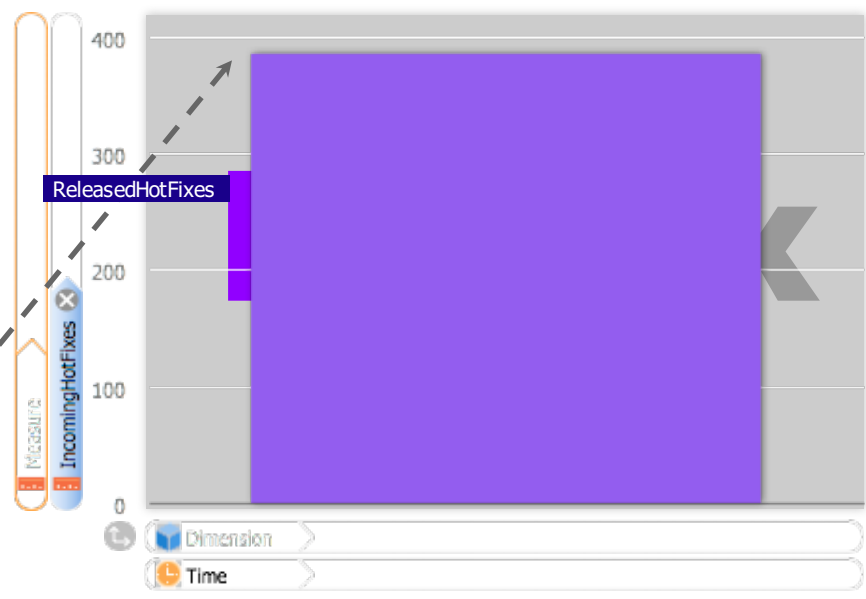 400
300
ReleasedHotFixes
200
100
0
Measure
IncomingHotFixes
Dimension
Time